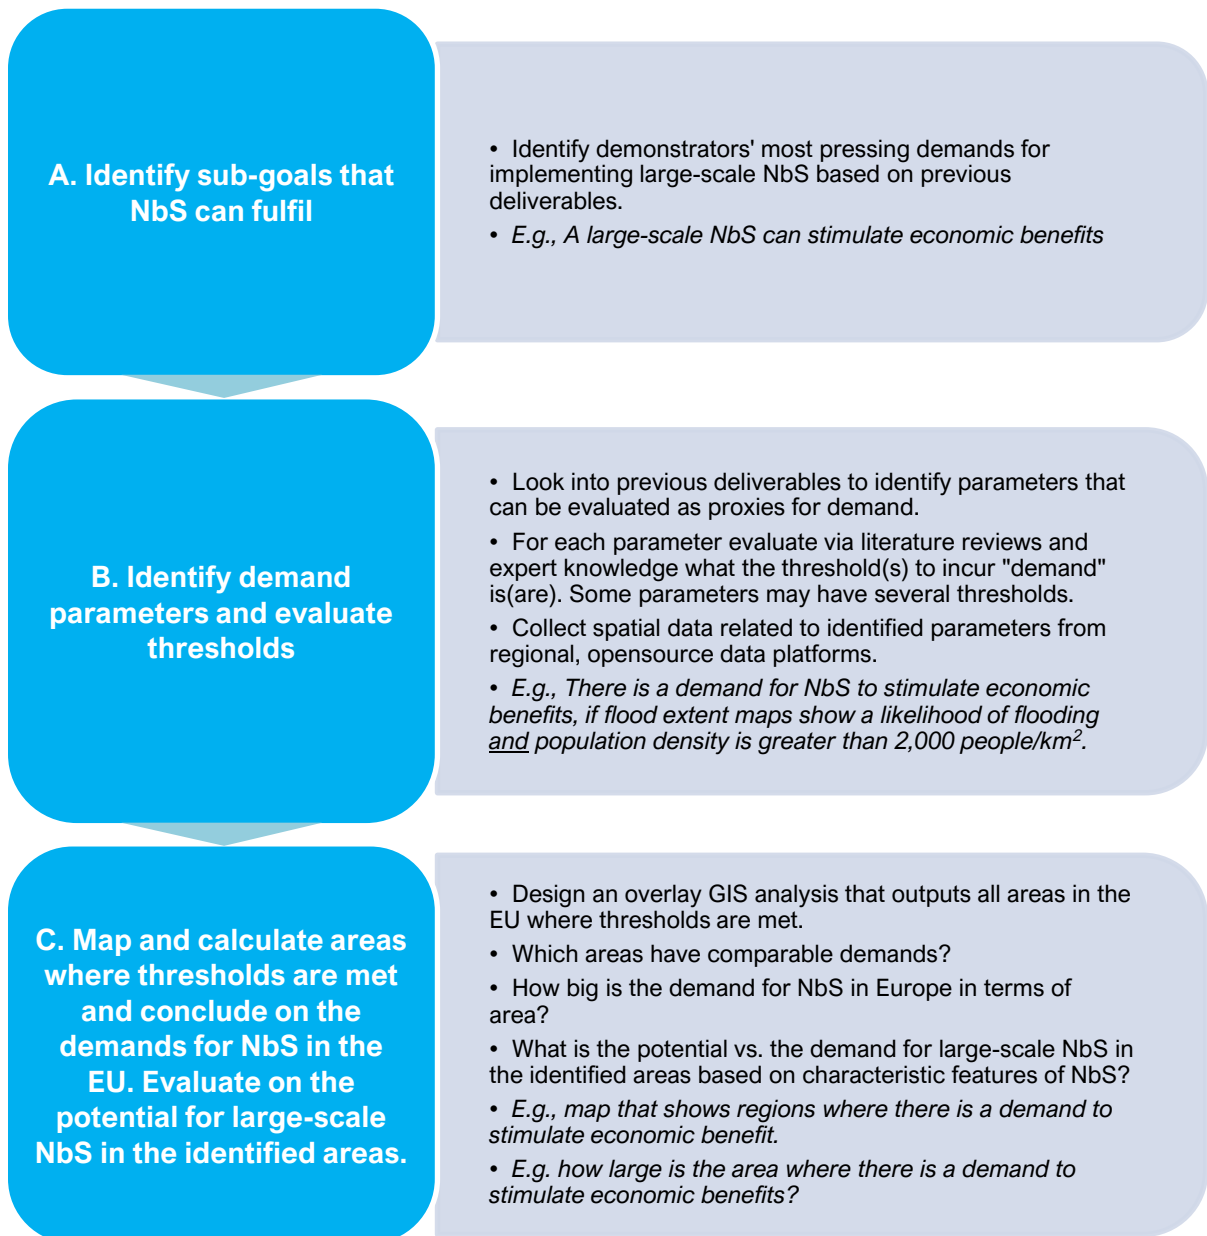 A. Identify sub-goals that
NbS can fulfil
• Identify demonstrators' most pressing demands for
implementing large-scale NbS based on previous
deliverables.
• E.g., A large-scale NbS can stimulate economic benefits
B. Identify demand
parameters and evaluate
thresholds
• Look into previous deliverables to identify parameters that
can be evaluated as proxies for demand.
• For each parameter evaluate via literature reviews and
expert knowledge what the threshold(s) to incur "demand"
is(are). Some parameters may have several thresholds.
• Collect spatial data related to identified parameters from
regional, opensource data platforms.
• E.g., There is a demand for NbS to stimulate economic
benefits, if flood extent maps show a likelihood of flooding
and population density is greater than 2,000 people/km².
C. Map and calculate areas
where thresholds are met
and conclude on the
demands for NbS in the
EU. Evaluate on the
potential for large-scale
NbS in the identified areas.
• Design an overlay GIS analysis that outputs all areas in the
EU where thresholds are met.
• Which areas have comparable demands?
• How big is the demand for NbS in Europe in terms of
area?
• What is the potential vs. the demand for large-scale NbS in
the identified areas based on characteristic features of NbS?
• E.g., map that shows regions where there is a demand to
stimulate economic benefit.
• E.g. how large is the area where there is a demand to
stimulate economic benefits?